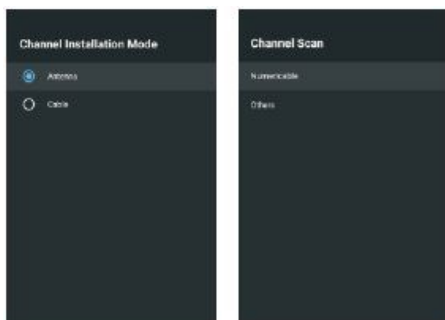 Channel Installation Mode
Antenna
Cable
Channel Scan
Numericable
Others